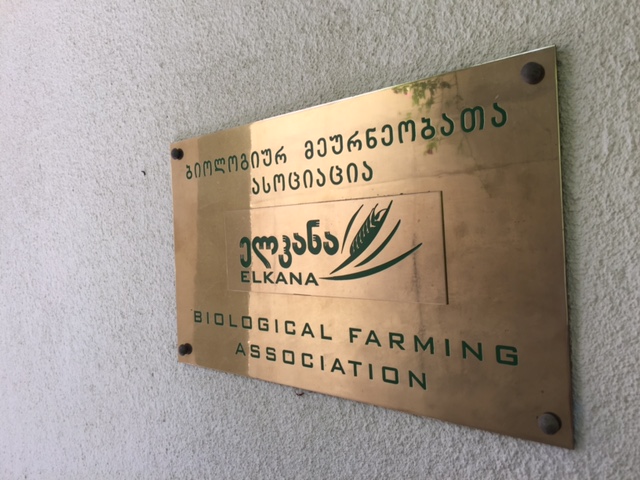 ბიოლოგიურ მეურნეობათა
ასოციაცია
ელკანა
ELKANA
BIOLOGICAL FARMING
ASSOCIATION